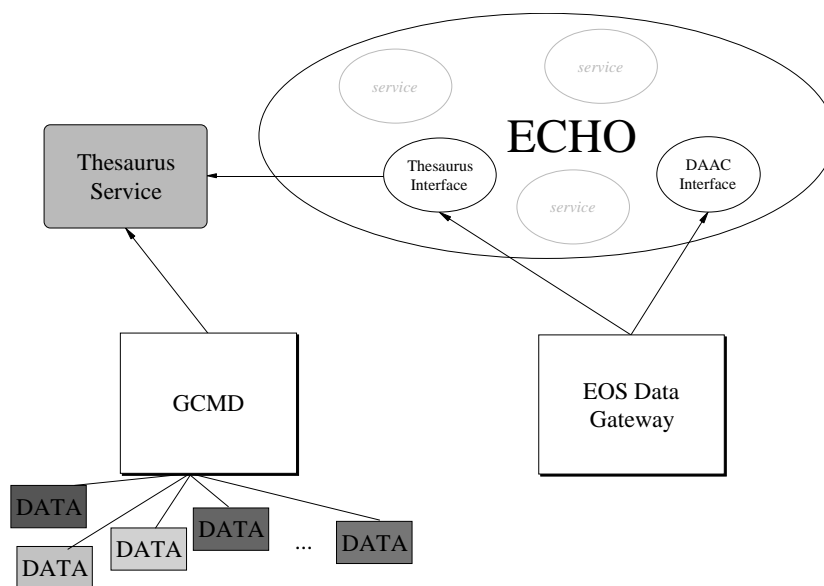 service
service
ECHO
Thesaurus
Service
Thesaurus
Interface
DAAC
Interface
service
GCMD
EOS Data
Gateway
DATA
DATA
DATA
DATA
...
DATA